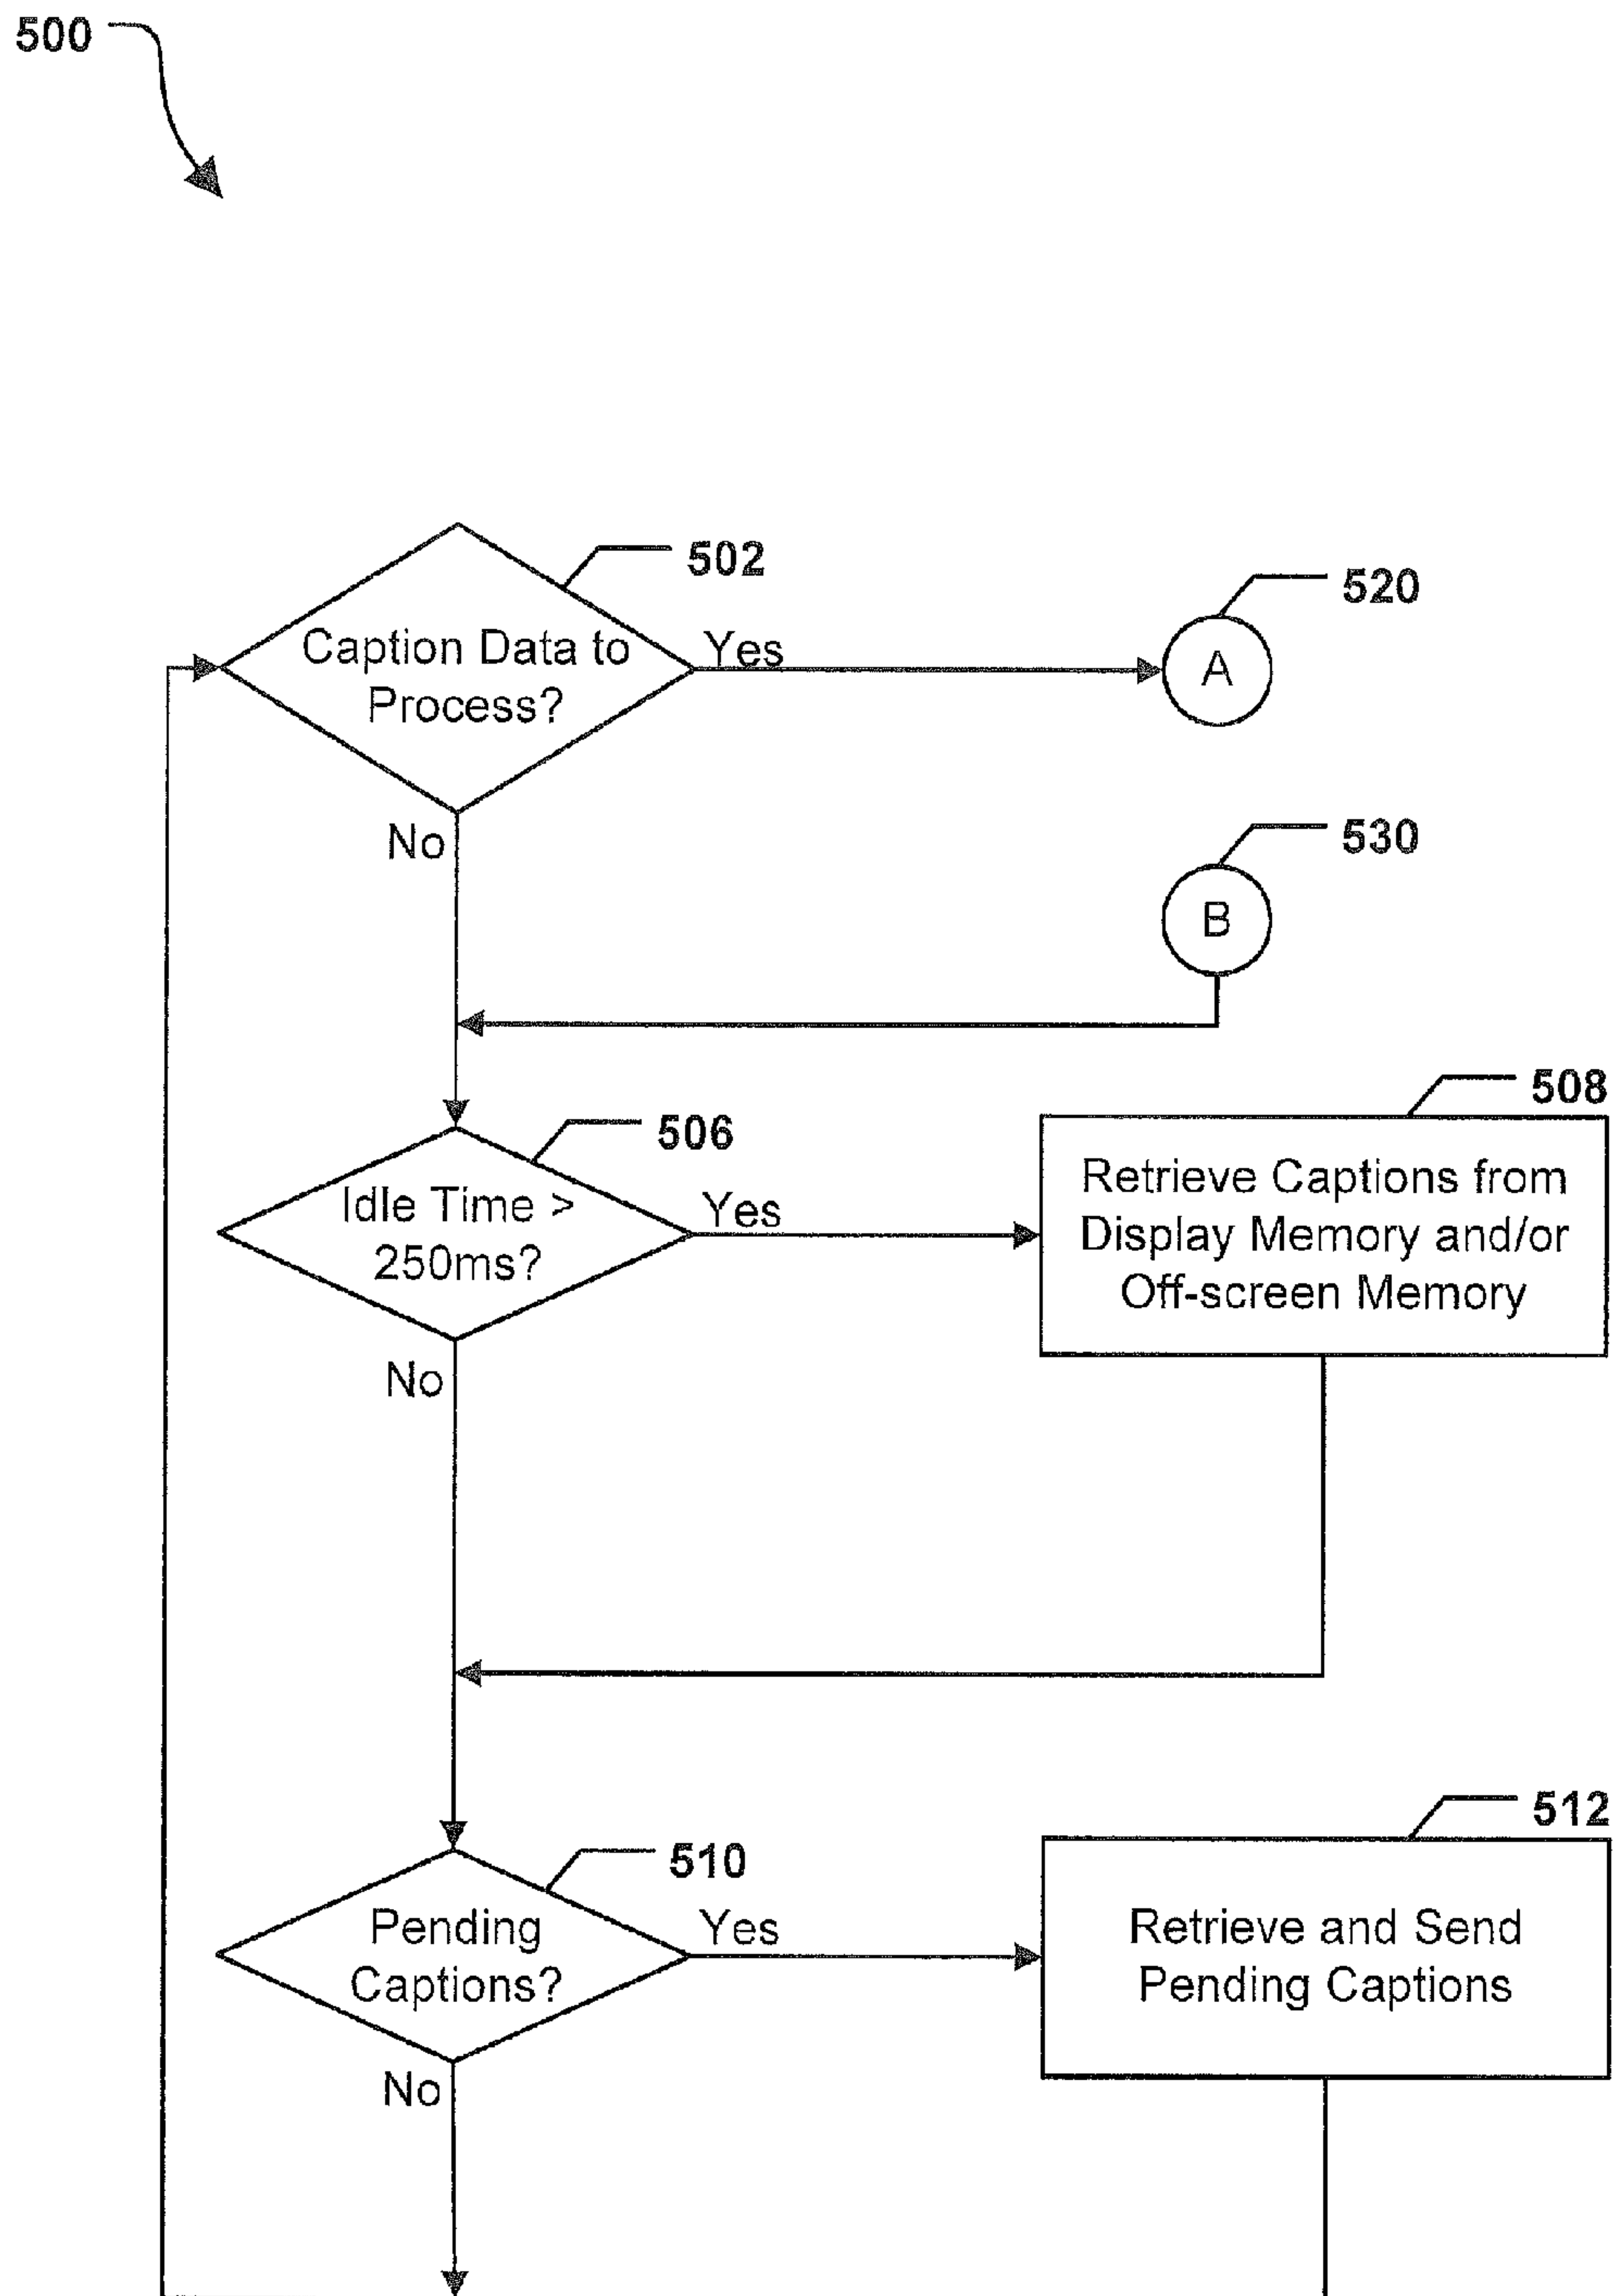 500
502
Caption Data to
Process?
Yes
520
A
No
530
B
506
Idle Time >
250ms?
Yes
508
Retrieve Captions from
Display Memory and/or
Off-screen Memory
No
510
Pending
Captions?
Yes
512
Retrieve and Send
Pending Captions
No